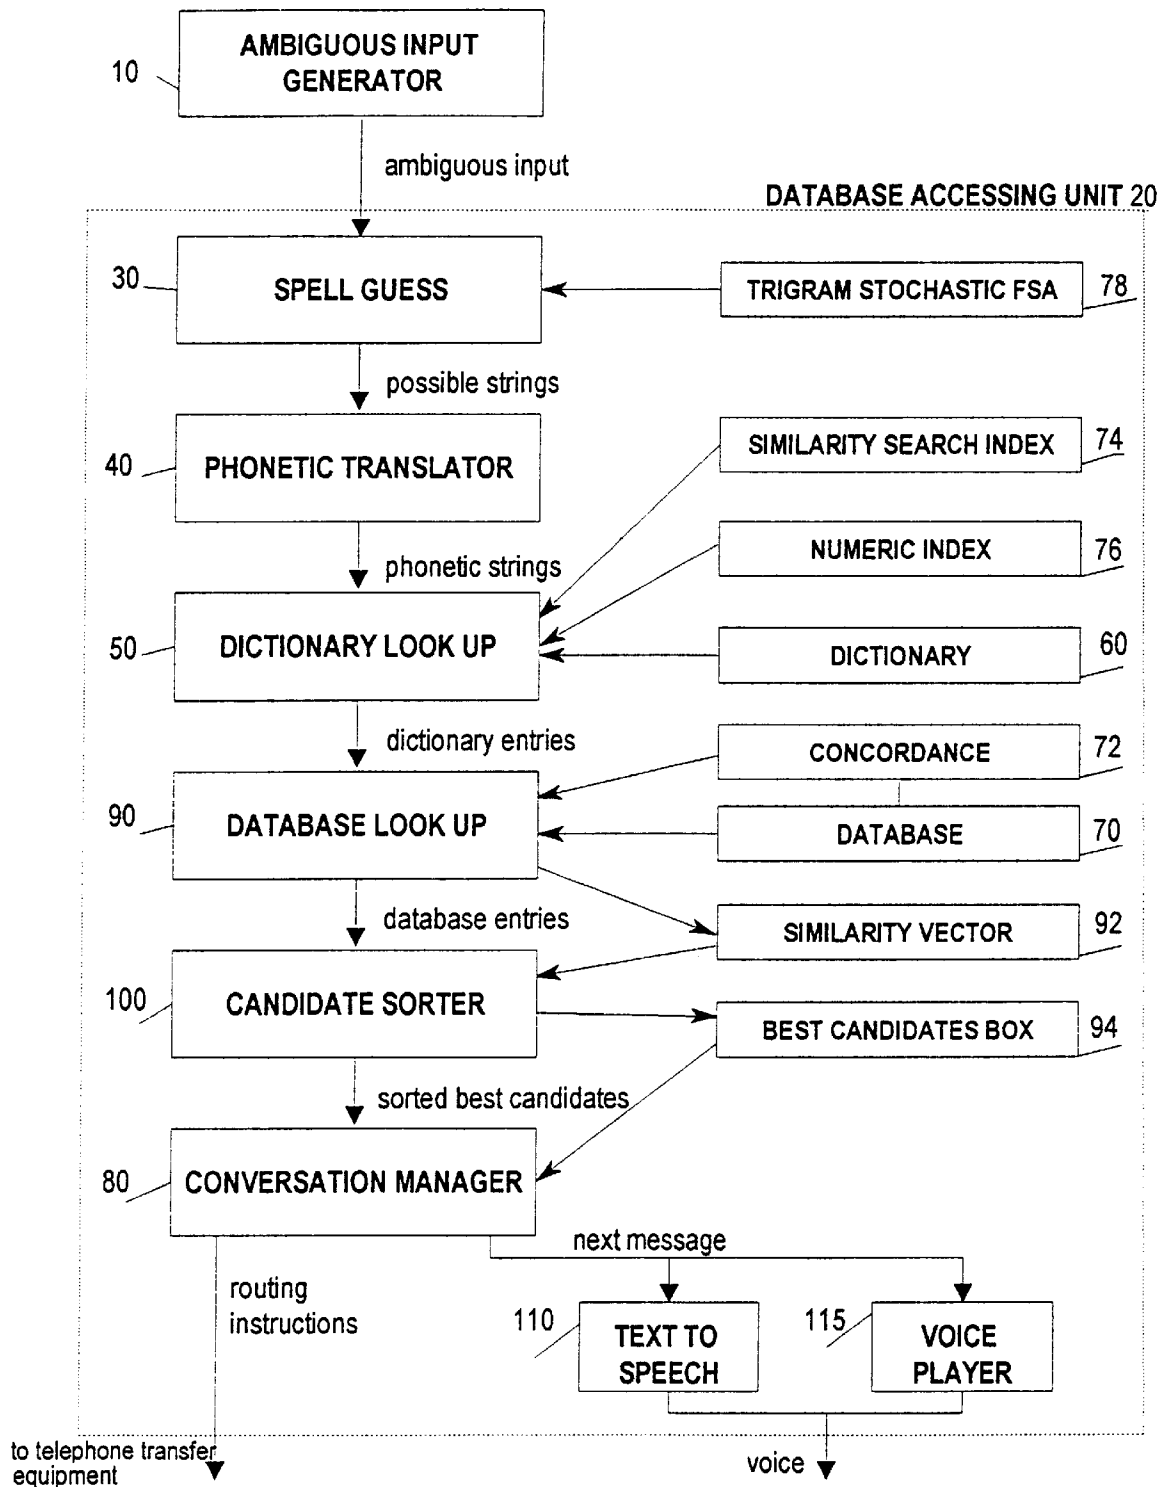 AMBIGUOUS INPUT
GENERATOR
10
ambiguous input
DATABASE ACCESSING UNIT 20
30
SPELL GUESS
TRIGRAM STOCHASTIC FSA
78
possible strings
40
PHONETIC TRANSLATOR
SIMILARITY SEARCH INDEX
74
phonetic strings
NUMERIC INDEX
76
50
DICTIONARY LOOK UP
DICTIONARY
60
dictionary entries
CONCORDANCE
72
90
DATABASE LOOK UP
DATABASE
70
database entries
SIMILARITY VECTOR
92
100
CANDIDATE SORTER
BEST CANDIDATES BOX
94
sorted best candidates
80
CONVERSATION MANAGER
next message
routing
instructions
110
TEXT TO
SPEECH
115
VOICE
PLAYER
to telephone transfer
equipment
voice